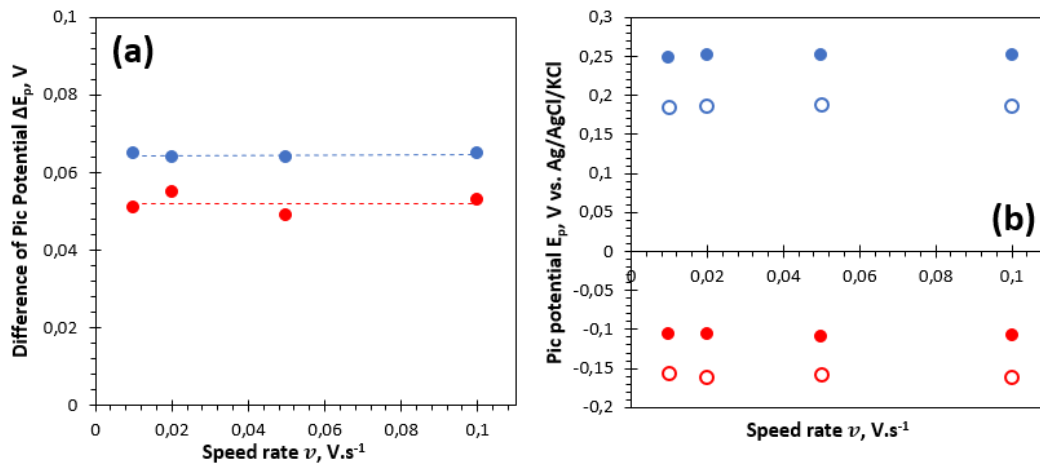 (a)
Difference of Pic Potential ΔEₚ, V
0,1
0,08
0,06
0,04
0,02
0
0 0,02 0,04 0,06 0,08 0,1
Speed rate 𝜈, V.s⁻¹
(b)
Pic potential Eₚ, V vs. Ag/AgCl/KCl
0,3
0,25
0,2
0,15
0,1
0,05
0
-0,05
-0,1
-0,15
-0,2
0 0,02 0,04 0,06 0,08 0,1
Speed rate 𝜈, V.s⁻¹